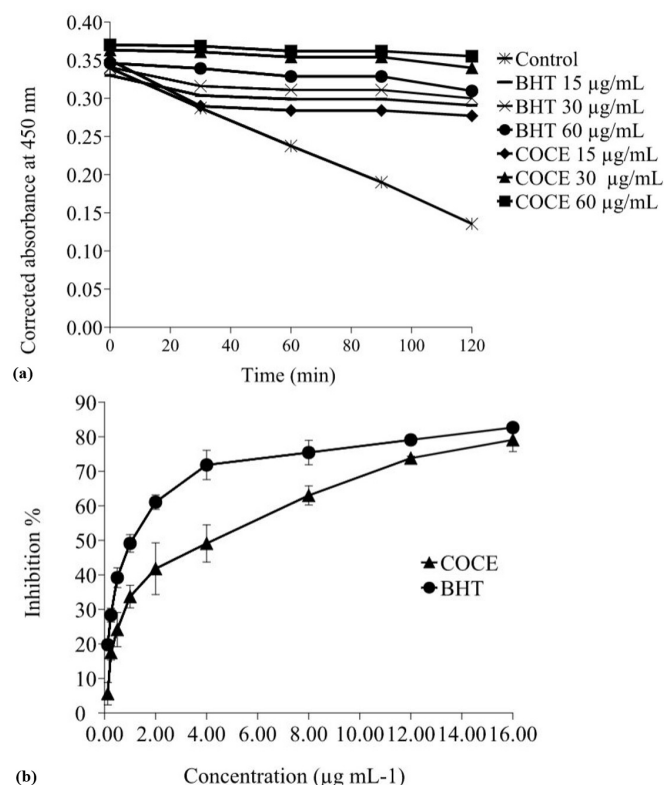 0.40
0.35
0.30
0.25
0.20
0.15
0.10
0.05
0.00
Corrected absorbance at 450 nm
0 20 40 60 80 100 120
Time (min)
Control
BHT 15 µg/mL
BHT 30 µg/mL
BHT 60 µg/mL
COCE 15 µg/mL
COCE 30 µg/mL
COCE 60 µg/mL
(a)
90
80
70
60
50
40
30
20
10
0
Inhibition %
0.00 2.00 4.00 6.00 8.00 10.00 12.00 14.00 16.00
Concentration (µg mL-1)
COCE
BHT
(b)